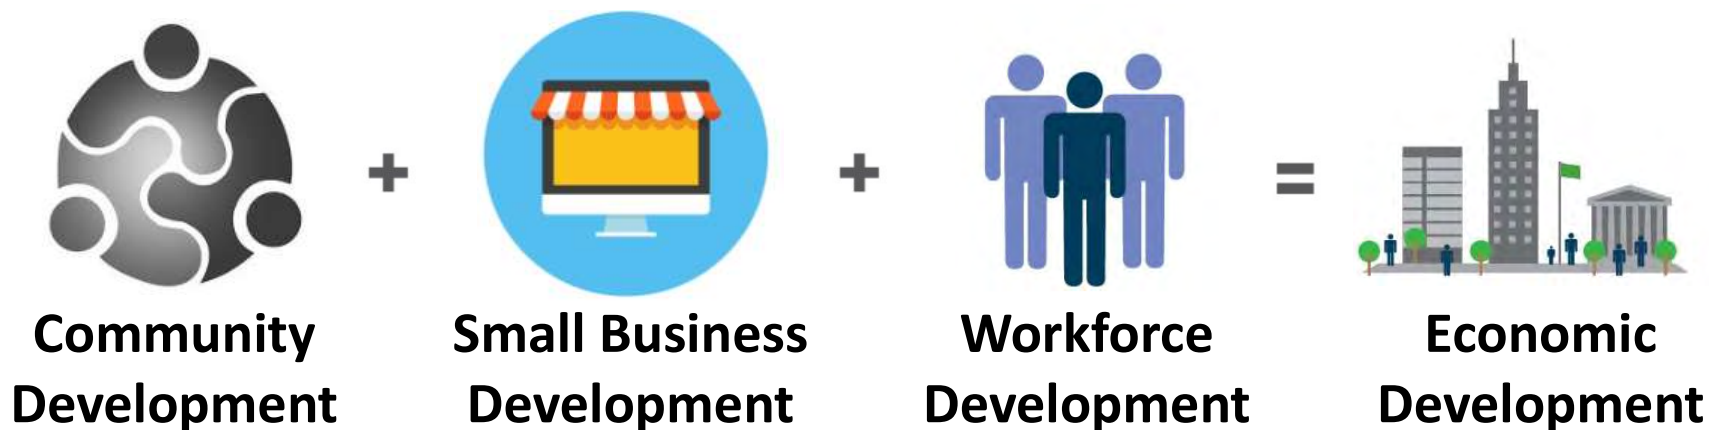 + + =
Community Small Business Workforce Economic
Development Development Development Development